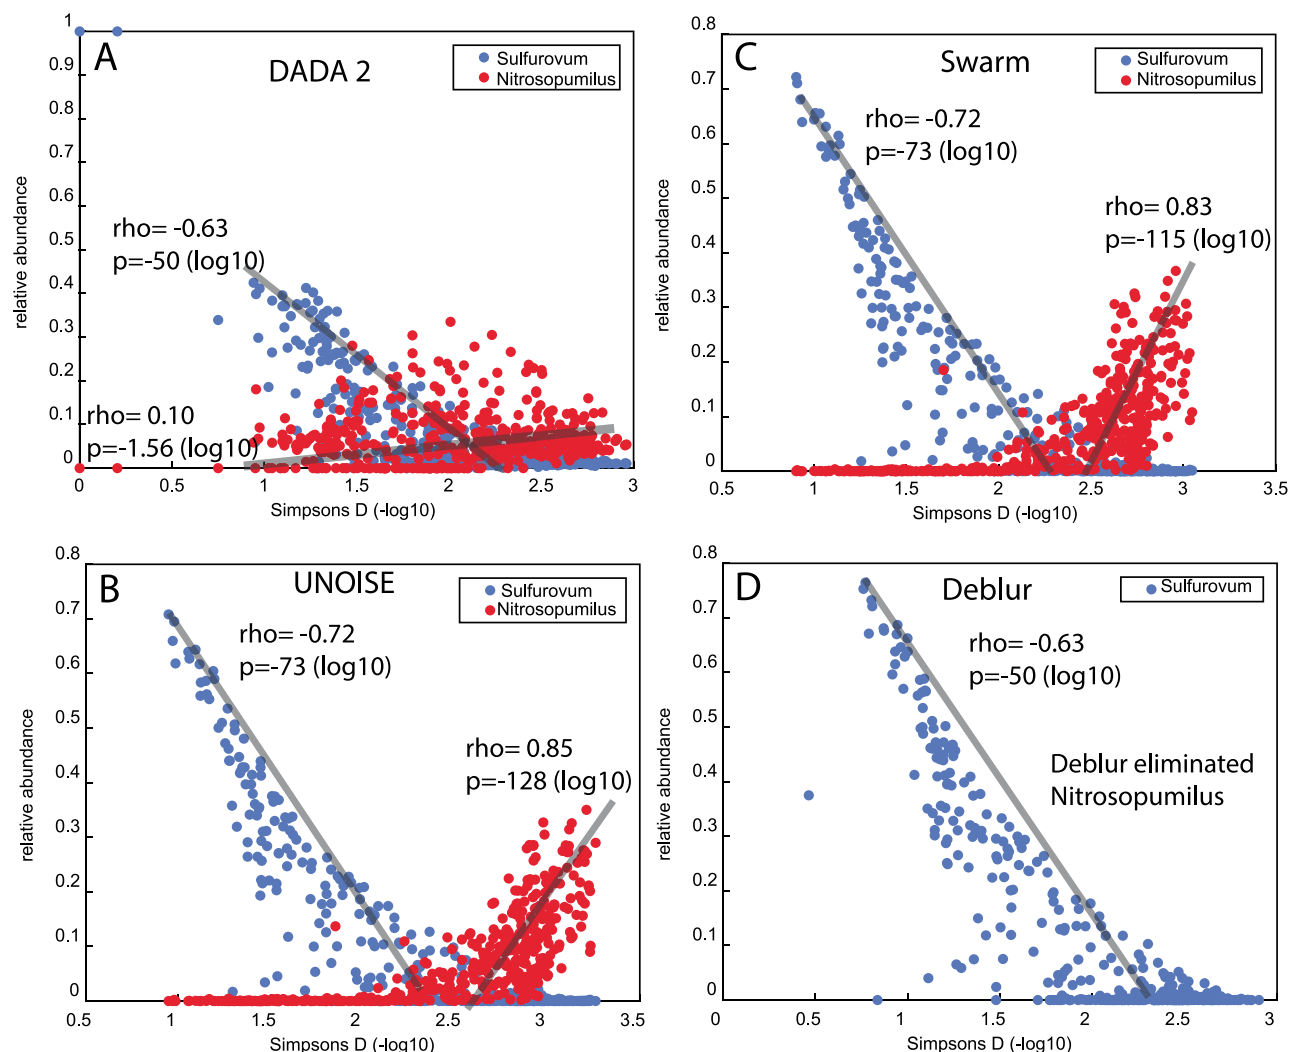 A
DADA 2
Sulfurovum
Nitrosopumilus
rho= -0.63
p=-50 (log10)
rho= 0.10
p=-1.56 (log10)
relative abundance
1
0.9
0.8
0.7
0.6
0.5
0.4
0.3
0.2
0.1
0
0 0.5 1 1.5 2 2.5 3
Simpsons D (-log10)
C
Swarm
Sulfurovum
Nitrosopumilus
rho= -0.72
p=-73 (log10)
rho= 0.83
p=-115 (log10)
relative abundance
0.8
0.7
0.6
0.5
0.4
0.3
0.2
0.1
0
0.5 1 1.5 2 2.5 3 3.5
Simpsons D (-log10)
B
UNOISE
Sulfurovum
Nitrosopumilus
rho= -0.72
p=-73 (log10)
rho= 0.85
p=-128 (log10)
relative abundance
0.8
0.7
0.6
0.5
0.4
0.3
0.2
0.1
0
0.5 1 1.5 2 2.5 3 3.5
Simpsons D (-log10)
D
Deblur
Sulfurovum
rho= -0.63
p=-50 (log10)
Deblur eliminated
Nitrosopumilus
relative abundance
0.8
0.7
0.6
0.5
0.4
0.3
0.2
0.1
0
0 0.5 1 1.5 2 2.5 3
Simpsons D (-log10)